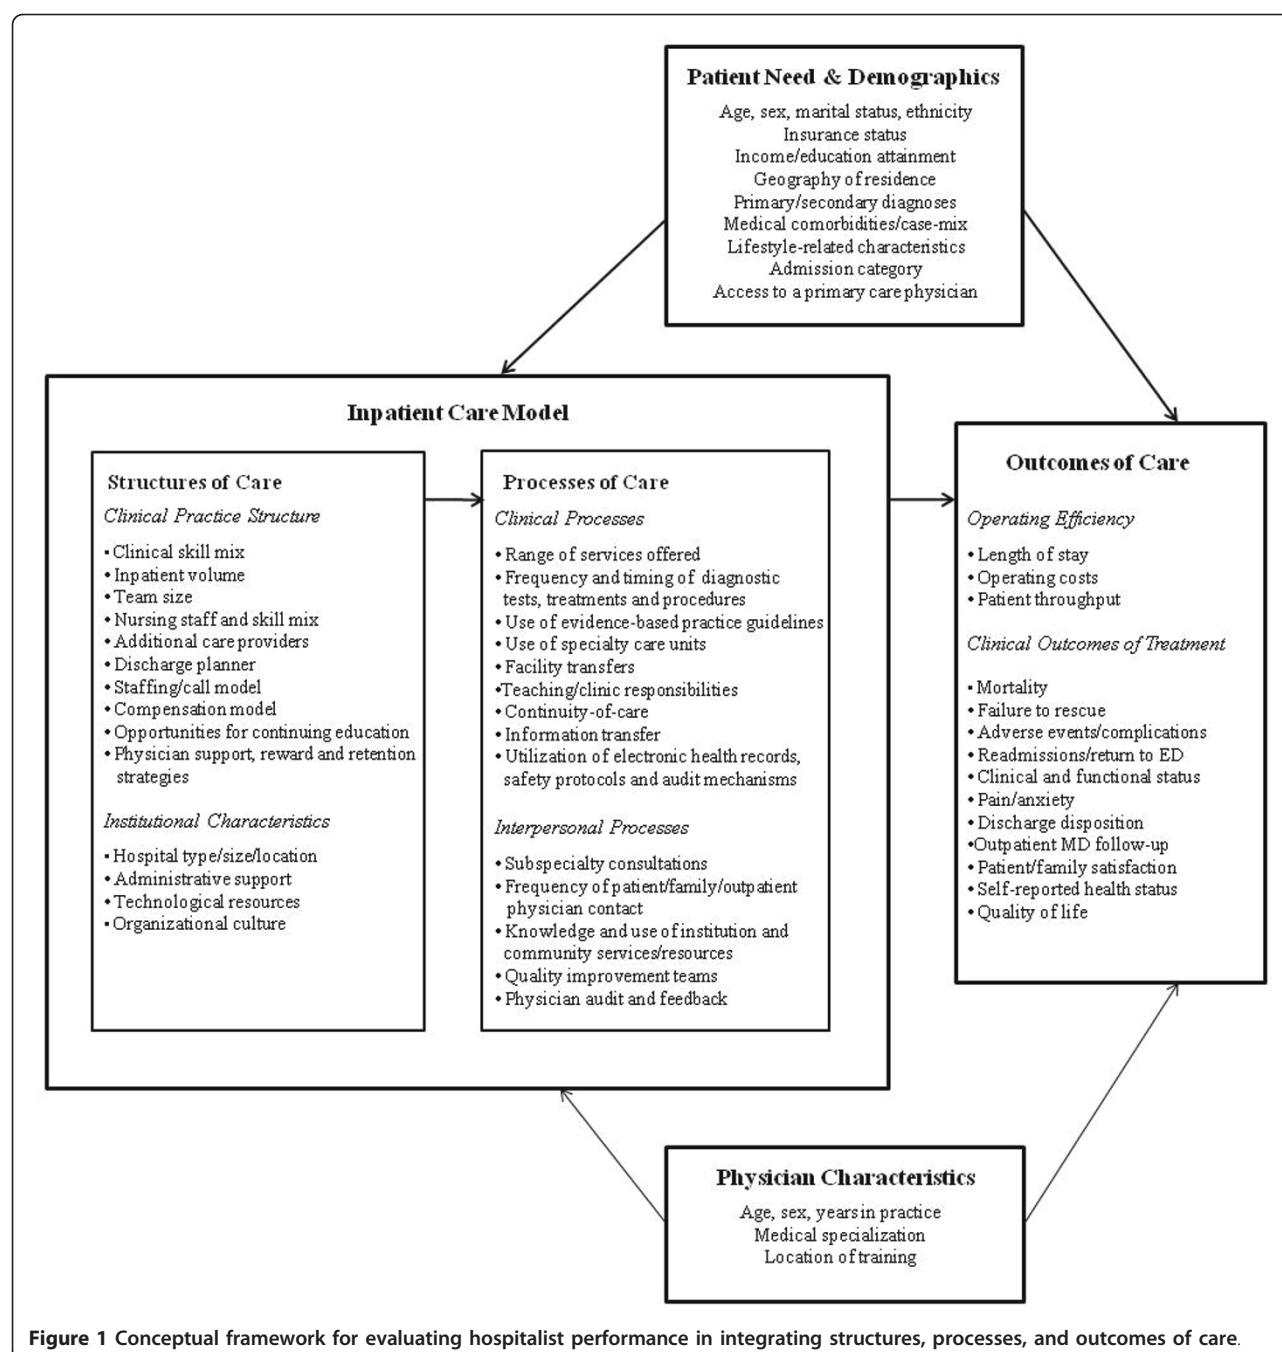 Patient Need & Demographics
Age, sex, marital status, ethnicity
Insurance status
Income/education attainment
Geography of residence
Primary/secondary diagnoses
Medical comorbidities/case-mix
Lifestyle-related characteristics
Admission category
Access to a primary care physician
Inpatient Care Model
Structures of Care
Clinical Practice Structure
• Clinical skill mix
• Inpatient volume
• Team size
• Nursing staff and skill mix
• Additional care providers
• Discharge planner
• Staffing/call model
• Compensation model
• Opportunities for continuing education
• Physician support, reward and retention
strategies
Institutional Characteristics
• Hospital type/size/location
• Administrative support
• Technological resources
• Organizational culture
Processes of Care
Clinical Processes
• Range of services offered
• Frequency and timing of diagnostic
tests, treatments and procedures
• Use of evidence-based practice guidelines
• Use of specialty care units
• Facility transfers
•Teaching/clinic responsibilities
• Continuity-of-care
• Information transfer
• Utilization of electronic health records,
safety protocols and audit mechanisms
Interpersonal Processes
• Subspecialty consultations
• Frequency of patient/family/outpatient
physician contact
• Knowledge and use of institution and
community services/resources
• Quality improvement teams
• Physician audit and feedback
Outcomes of Care
Operating Efficiency
• Length of stay
• Operating costs
• Patient throughput
Clinical Outcomes of Treatment
• Mortality
• Failure to rescue
• Adverse events/complications
• Readmissions/return to ED
• Clinical and functional status
• Pain/anxiety
• Discharge disposition
•Outpatient MD follow-up
• Patient/family satisfaction
• Self-reported health status
• Quality of life
Physician Characteristics
Age, sex, years in practice
Medical specialization
Location of training
Figure 1 Conceptual framework for evaluating hospitalist performance in integrating structures, processes, and outcomes of care.